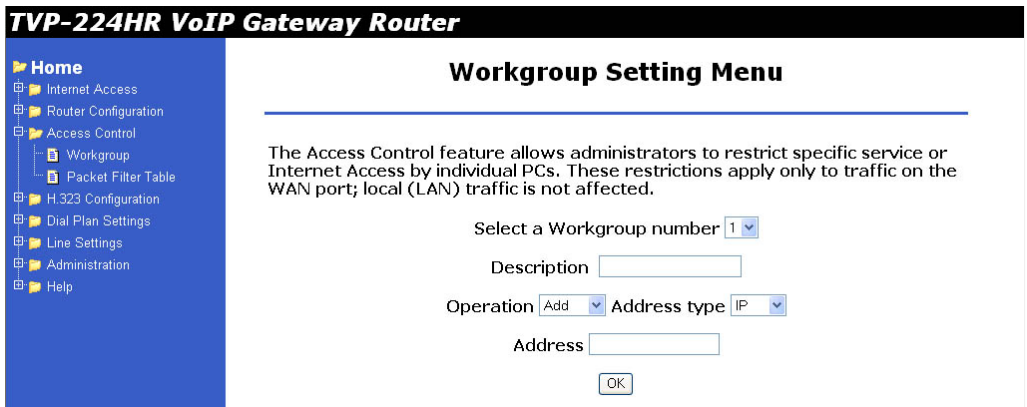 TVP-224HR VoIP Gateway Router
Home
Internet Access
Router Configuration
Access Control
Workgroup
Packet Filter Table
H.323 Configuration
Dial Plan Settings
Line Settings
Administration
Help
Workgroup Setting Menu
The Access Control feature allows administrators to restrict specific service or
Internet Access by individual PCs. These restrictions apply only to traffic on the
WAN port; local (LAN) traffic is not affected.
Select a Workgroup number 1
Description
Operation Add Address type IP
Address
OK